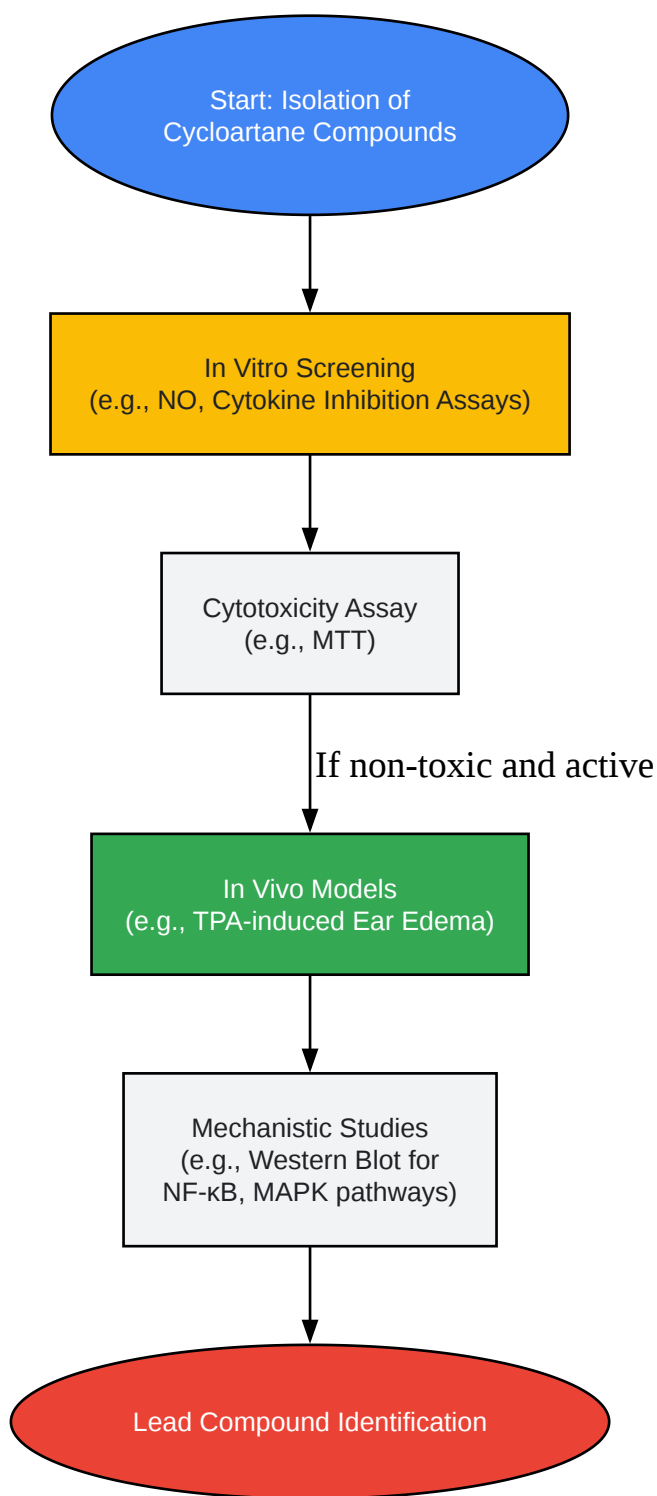 Start: Isolation of
Cycloartane Compounds
In Vitro Screening
(e.g., NO, Cytokine Inhibition Assays)
Cytotoxicity Assay
(e.g., MTT)
If non-toxic and active
In Vivo Models
(e.g., TPA-induced Ear Edema)
Mechanistic Studies
(e.g., Western Blot for
NF-κB, MAPK pathways)
Lead Compound Identification